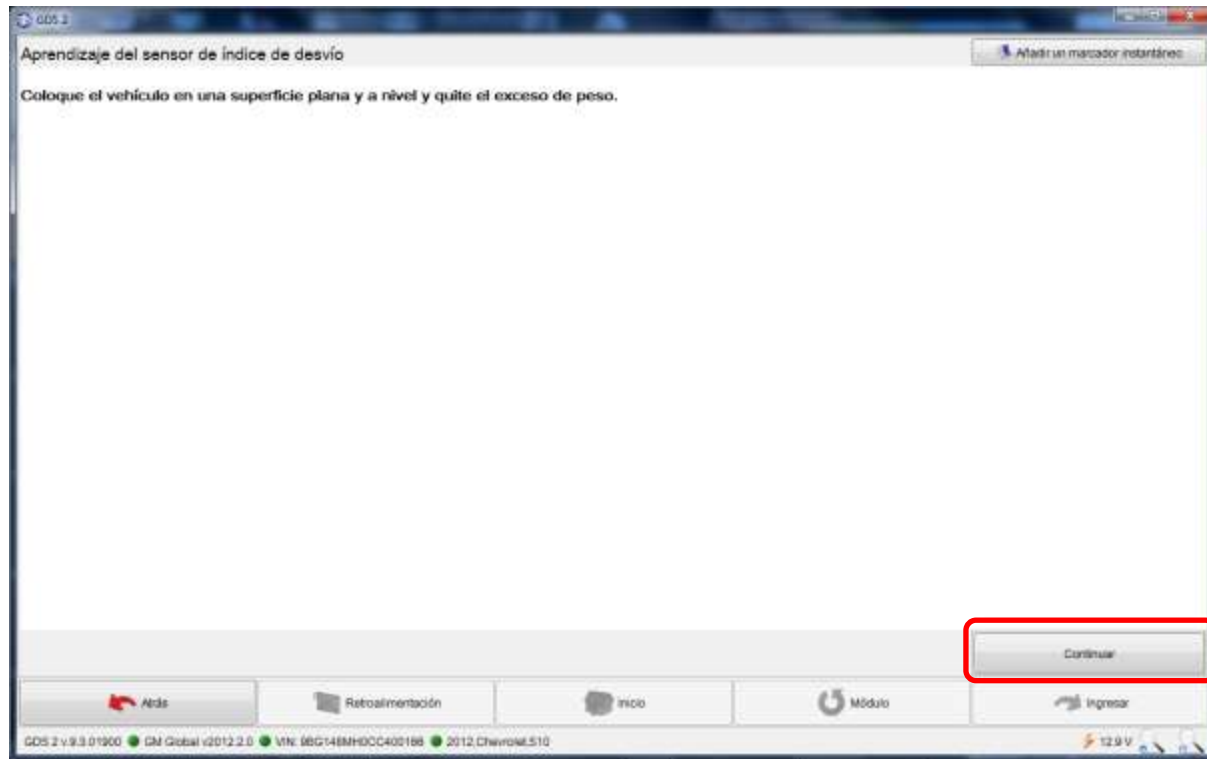 GDS 2
Aprendizaje del sensor de índice de desvío
Añadir un marcador instantáneo
Coloque el vehículo en una superficie plana y a nivel y quite el exceso de peso.
Continuar
Atrás
Retroalimentación
Inicio
Módulo
Ingresar
GDS 2 v.9.3.01900 GM Global v2012.2.0 VIN: 2012,Chevrolet,S10 12.9 V